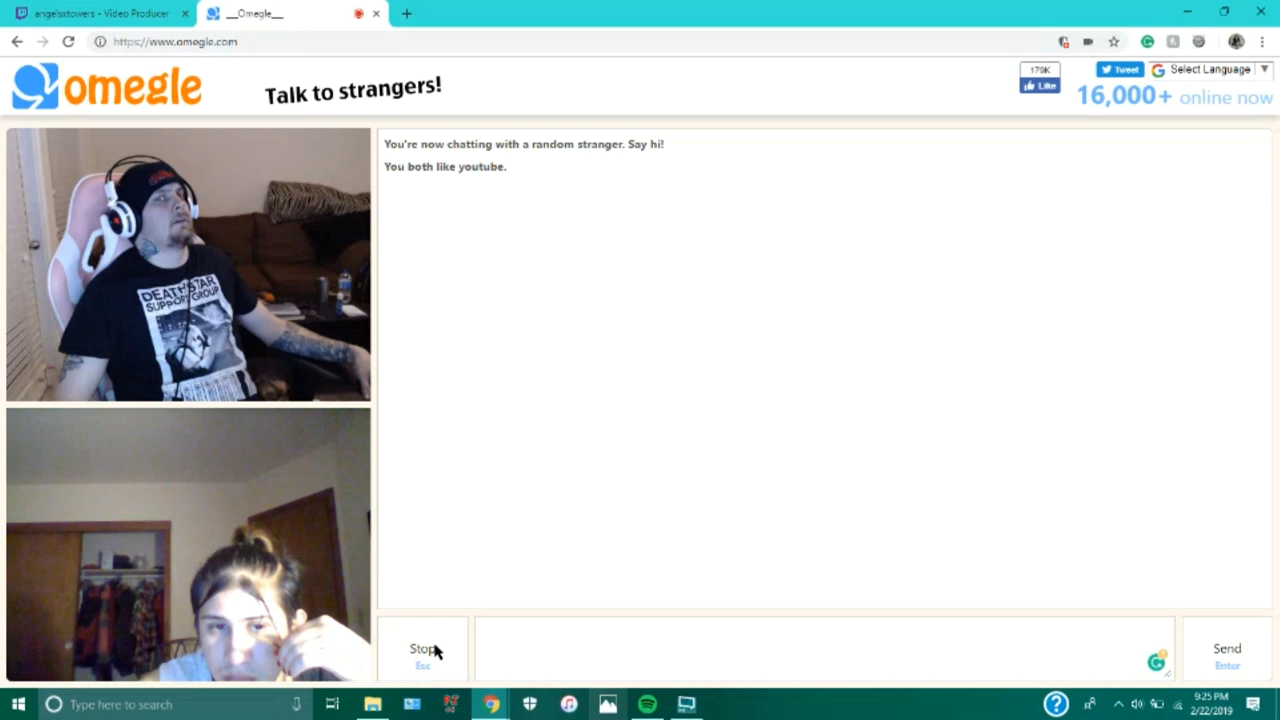 angelsxtowers - Video Producer
__Omegle__
https://www.omegle.com
omegle
Talk to strangers!
179K
Like
Tweet
Select Language
16,000+ online now
You're now chatting with a random stranger. Say hi!
You both like youtube.
DEATH STAR
SUPPORT GROUP
Stop
Esc
Send
Enter
Type here to search
9:25 PM
2/22/2019